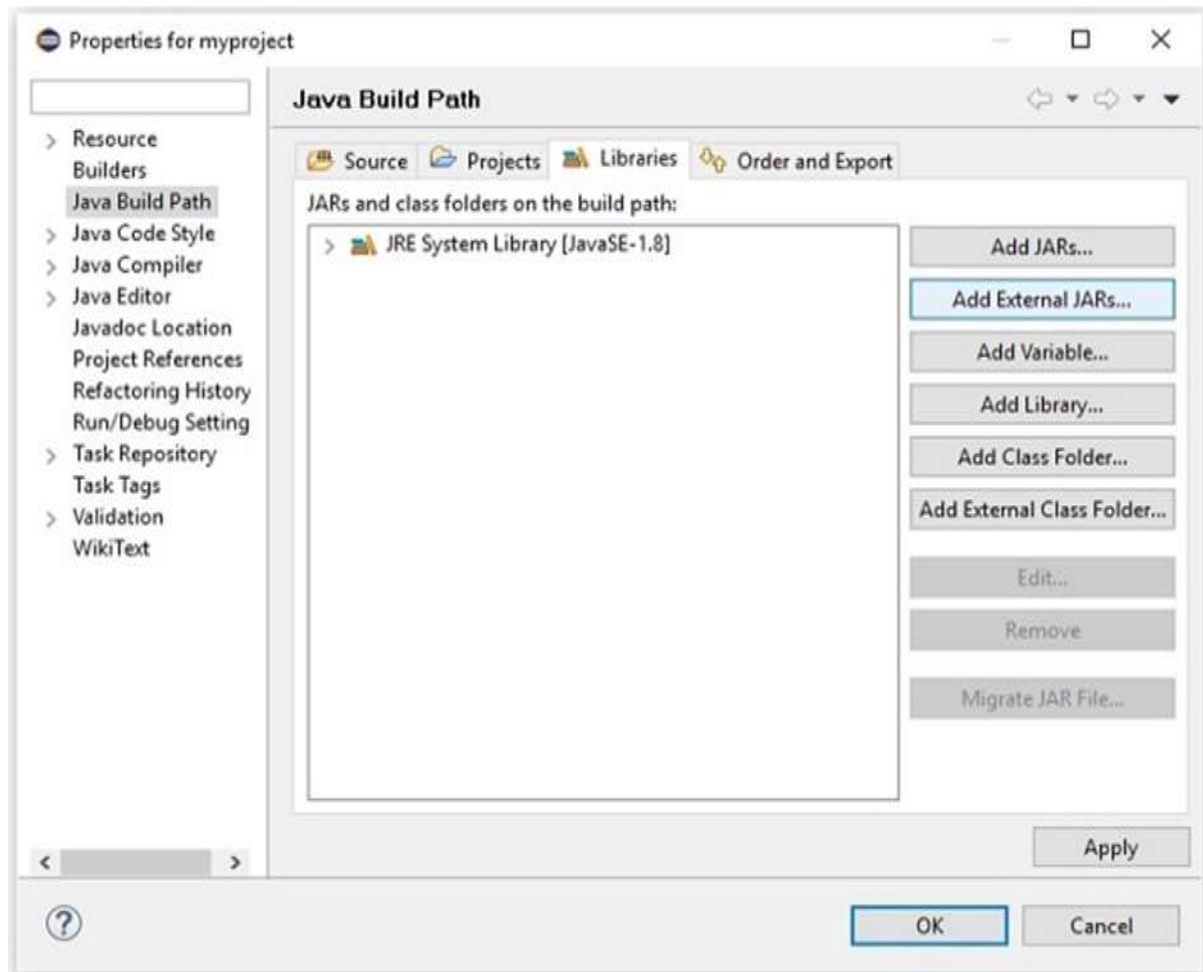 Properties for myproject
Java Build Path
Resource
Builders
Java Build Path
Java Code Style
Java Compiler
Java Editor
Javadoc Location
Project References
Refactoring History
Run/Debug Setting
Task Repository
Task Tags
Validation
WikiText
Source Projects Libraries Order and Export
JARs and class folders on the build path:
JRE System Library [JavaSE-1.8]
Add JARs...
Add External JARs...
Add Variable...
Add Library...
Add Class Folder...
Add External Class Folder...
Edit...
Remove
Migrate JAR File...
Apply
?
OK Cancel